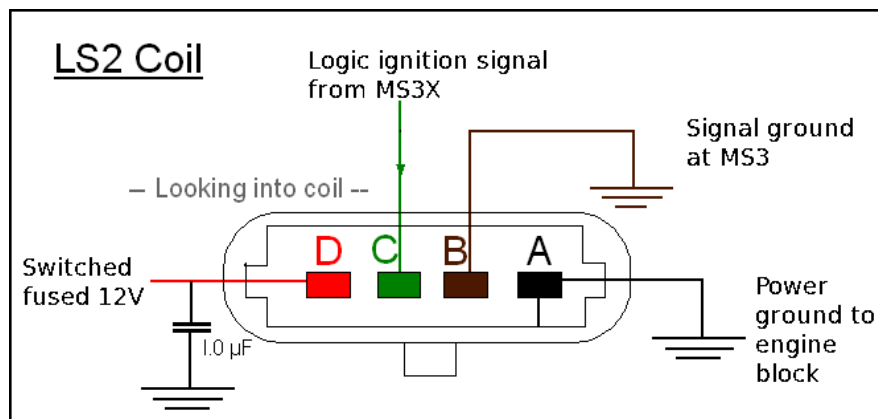 LS2 Coil
Logic ignition signal
from MS3X
Signal ground
at MS3
-- Looking into coil --
D C B A
Switched
fused 12V
1.0 µF
Power
ground to
engine
block